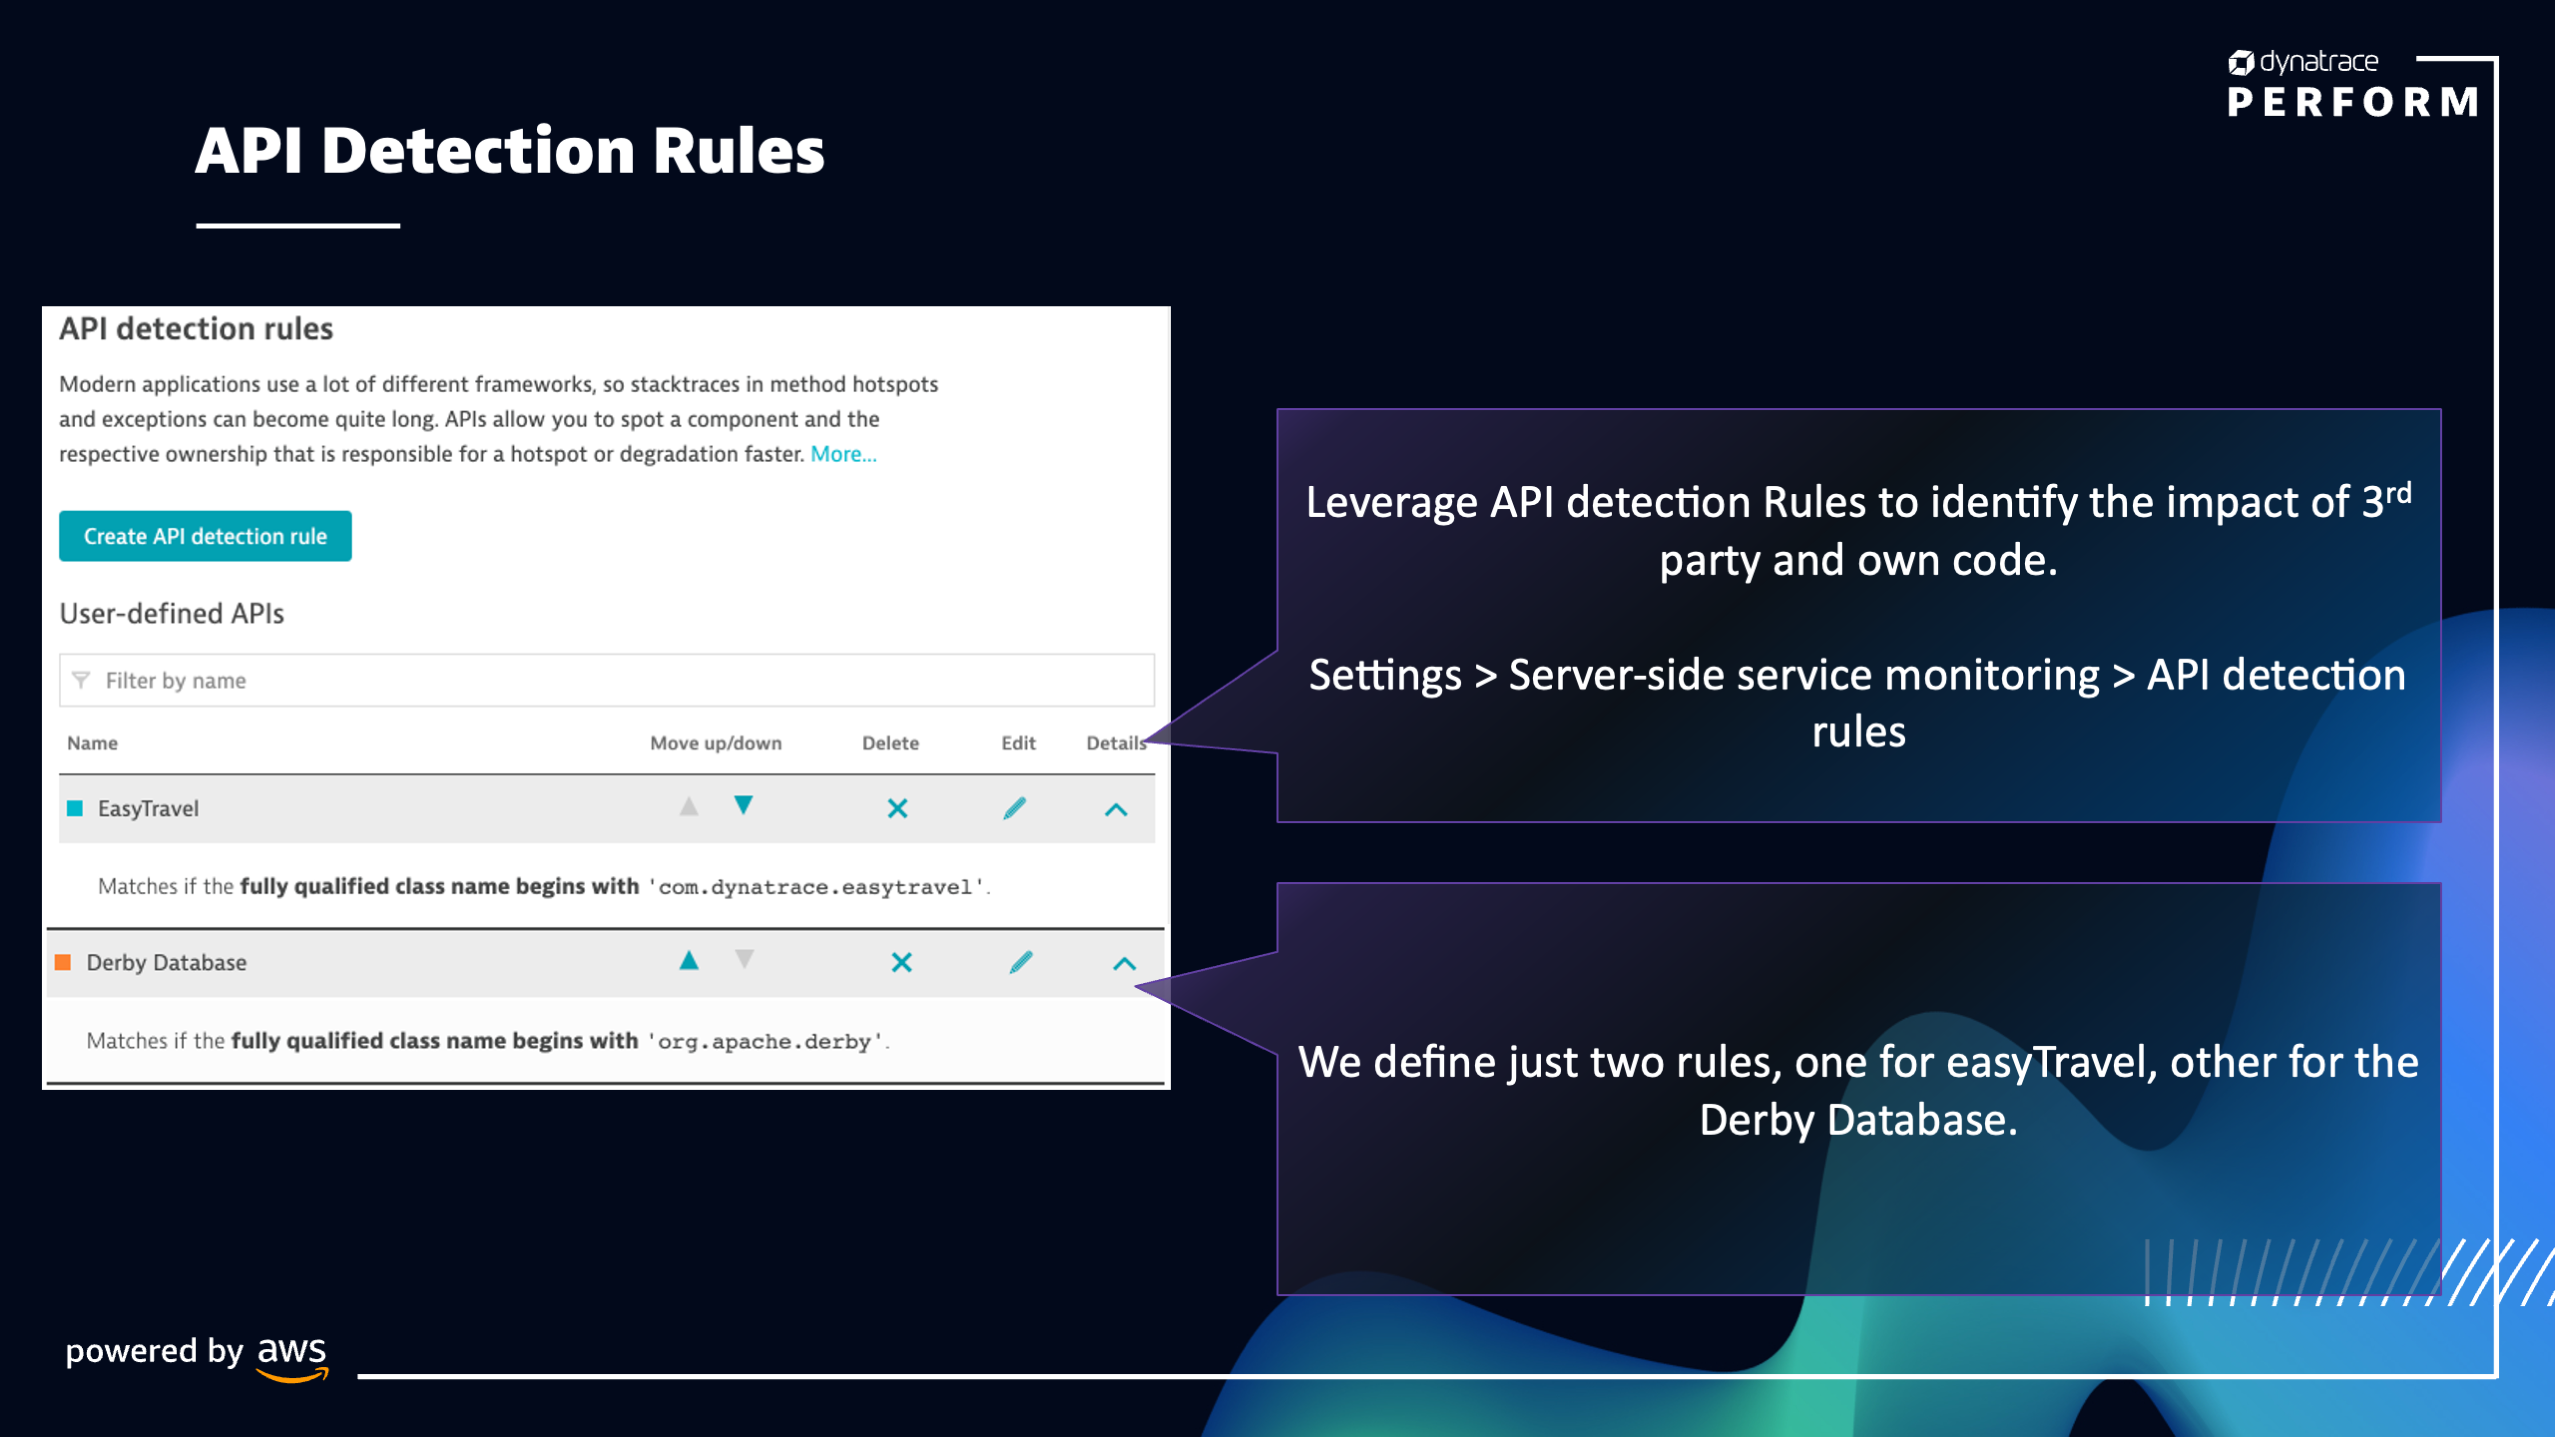 dynatrace
PERFORM
API Detection Rules
API detection rules
Modern applications use a lot of different frameworks, so stacktraces in method hotspots
and exceptions can become quite long. APIs allow you to spot a component and the
respective ownership that is responsible for a hotspot or degradation faster. More...
Create API detection rule
User-defined APIs
Filter by name
Name Move up/down Delete Edit Details
EasyTravel
Matches if the fully qualified class name begins with 'com.dynatrace.easytravel'.
Derby Database
Matches if the fully qualified class name begins with 'org.apache.derby'.
Leverage API detection Rules to identify the impact of 3rd
party and own code.
Settings > Server-side service monitoring > API detection
rules
We define just two rules, one for easyTravel, other for the
Derby Database.
powered by aws